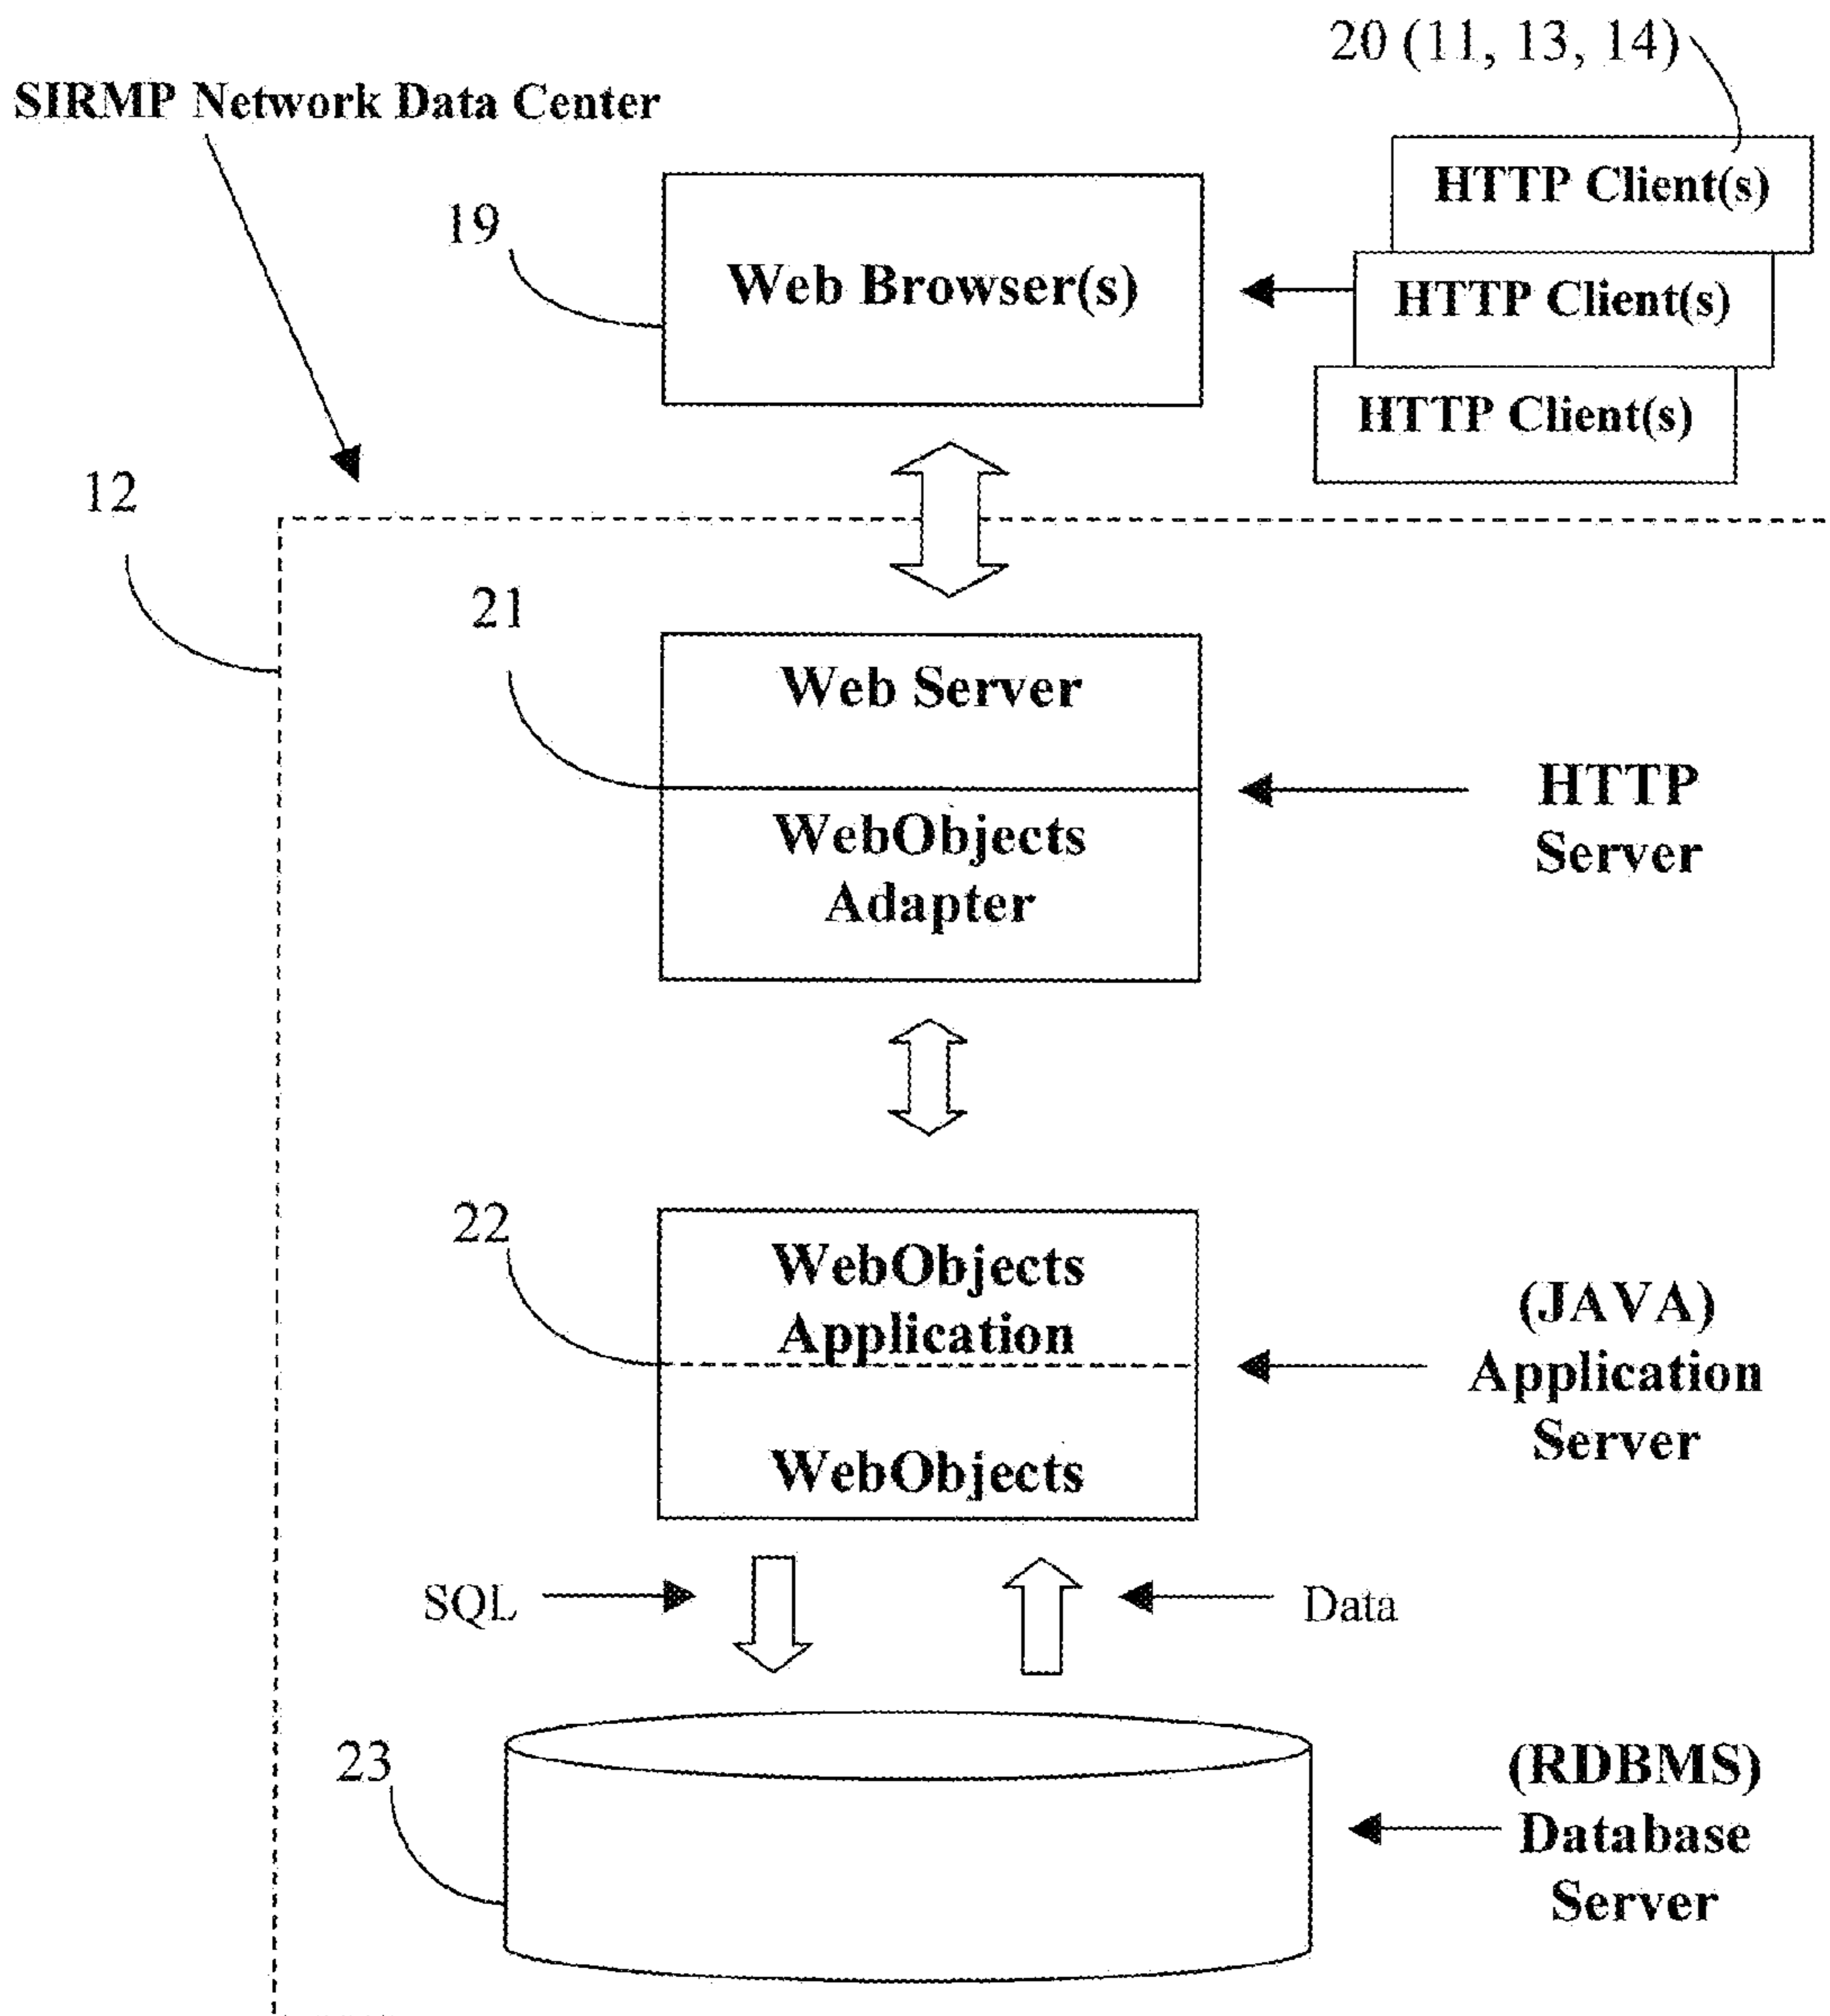 20 (11, 13, 14)
SIRMP Network Data Center
HTTP Client(s)
19
Web Browser(s)
HTTP Client(s)
HTTP Client(s)
12
21
Web Server
WebObjects
Adapter
HTTP
Server
22
WebObjects
Application
WebObjects
(JAVA)
Application
Server
SQL
Data
23
(RDBMS)
Database
Server